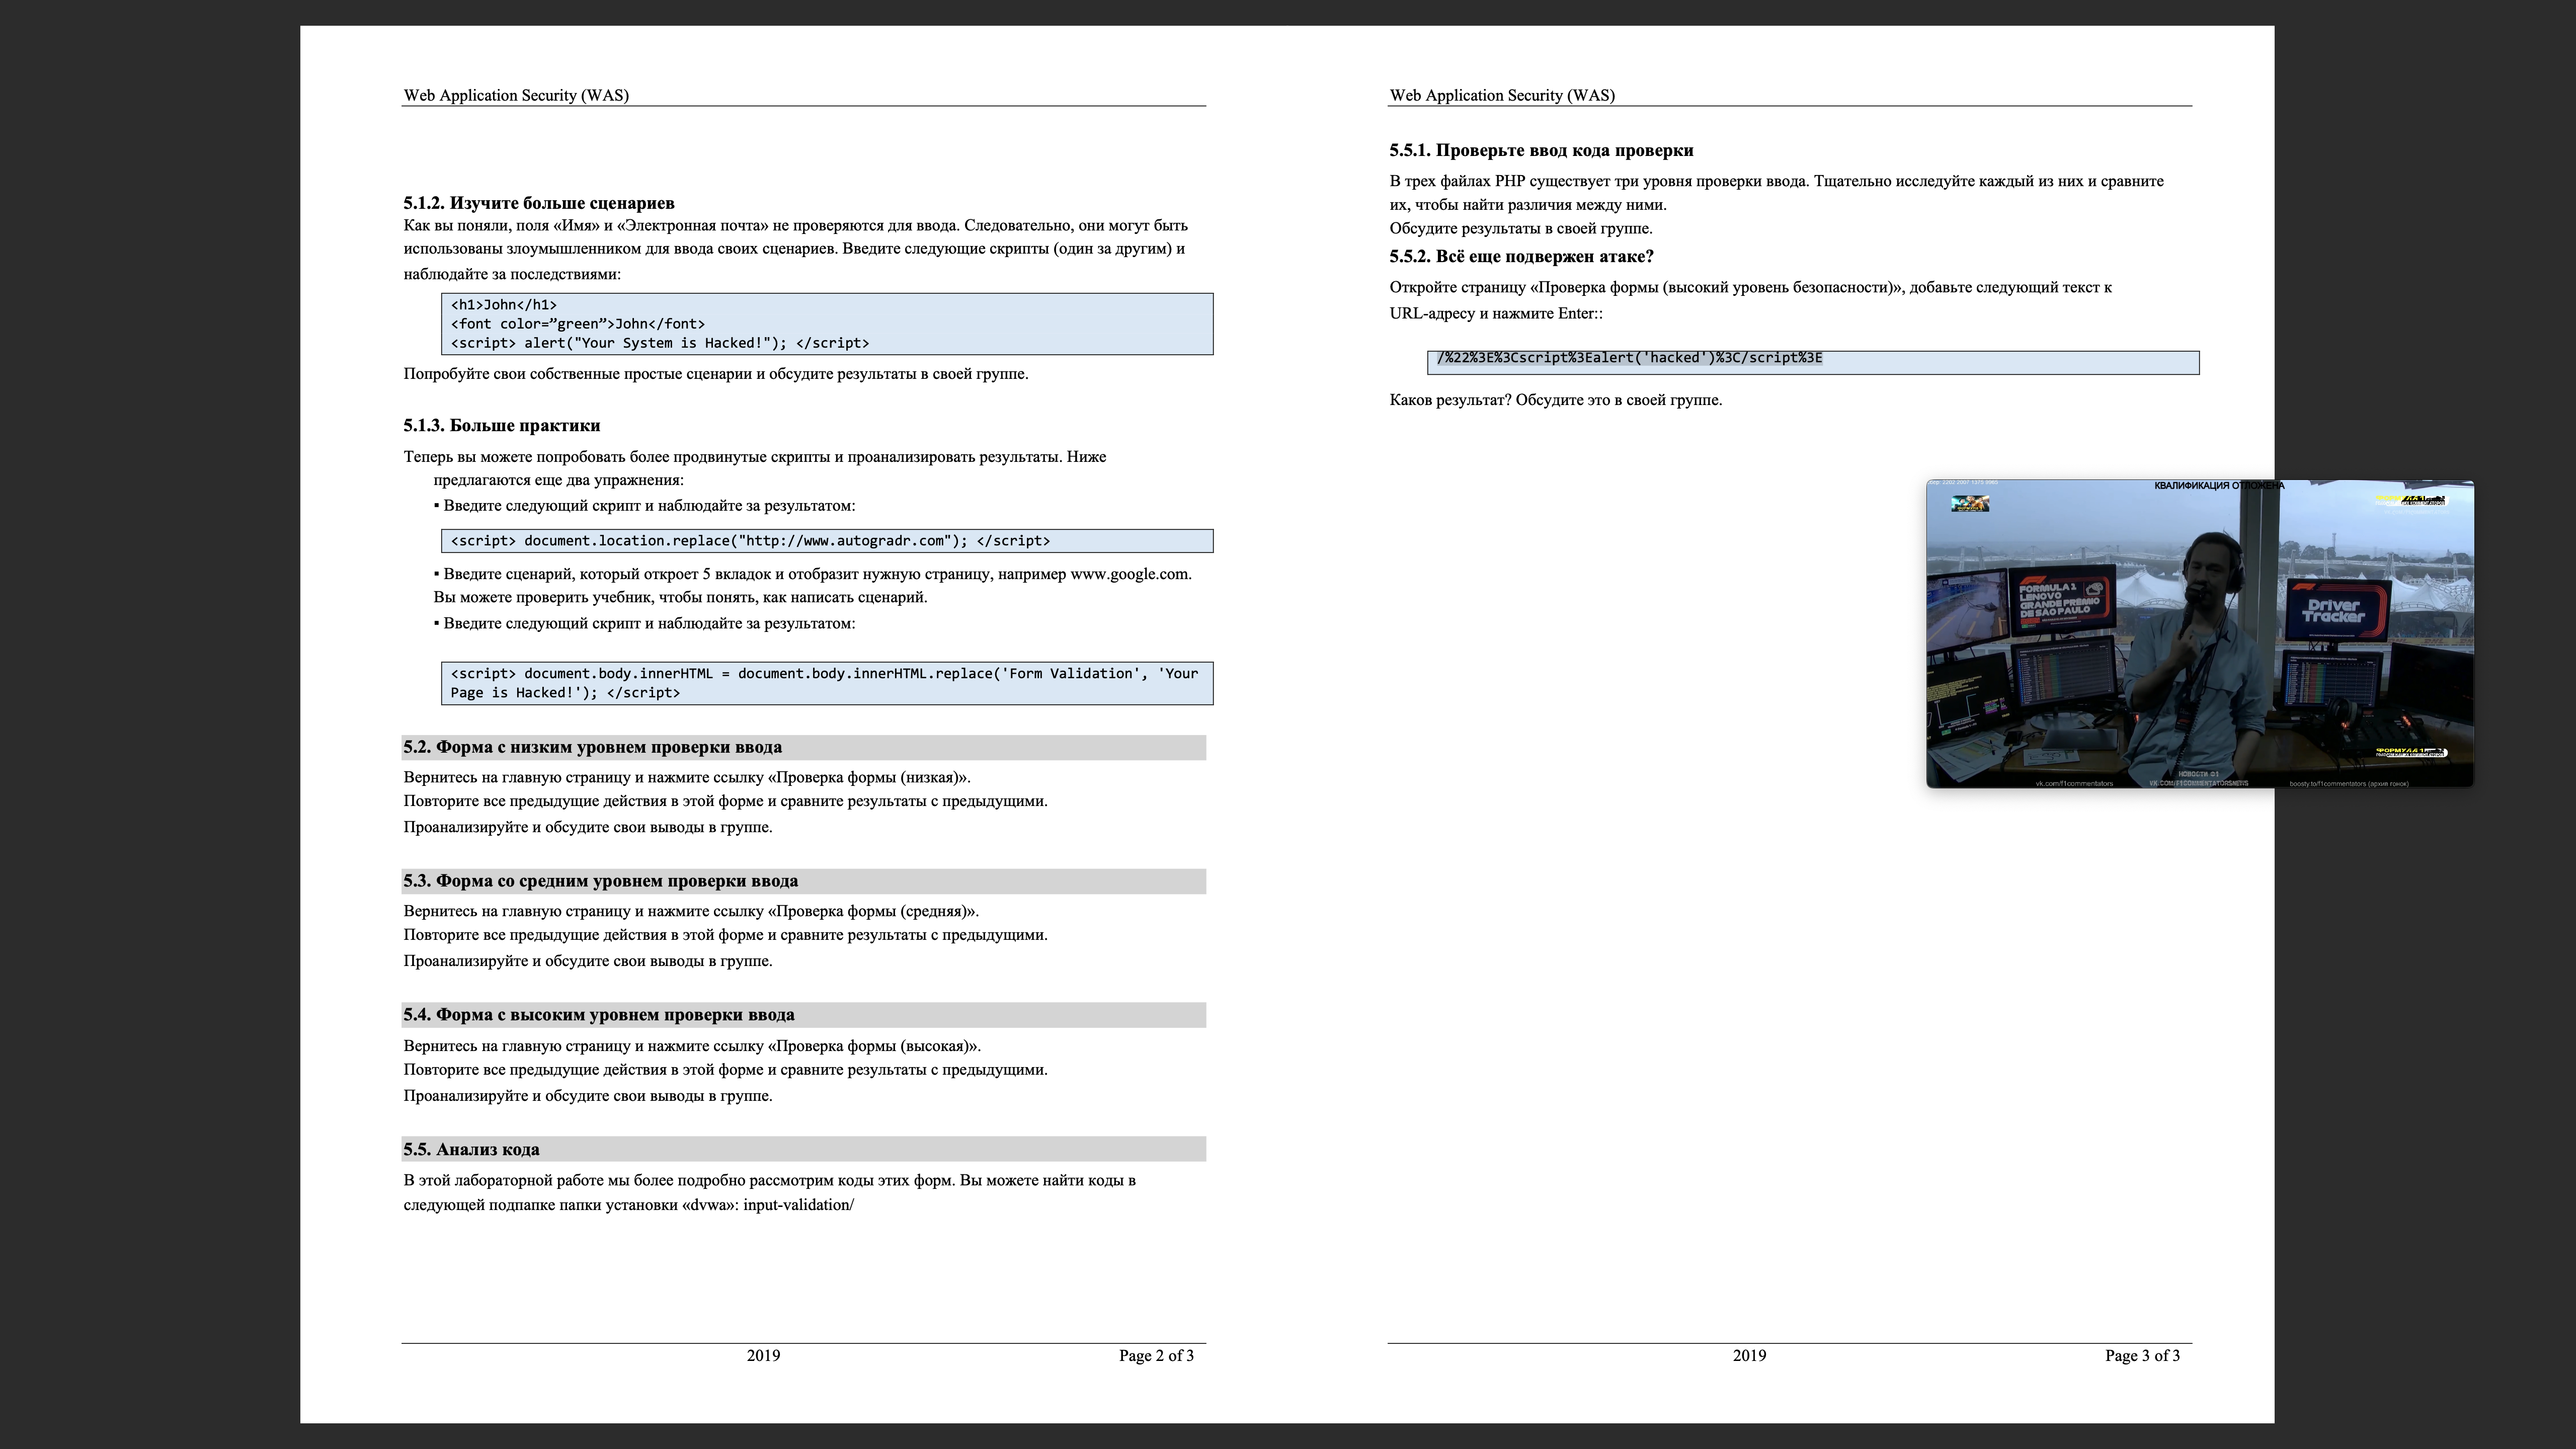 Web Application Security (WAS)
5.1.2. Изучите больше сценариев
Как вы поняли, поля «Имя» и «Электронная почта» не проверяются для ввода. Следовательно, они могут быть
использованы злоумышленником для ввода своих сценариев. Введите следующие скрипты (один за другим) и
наблюдайте за последствиями:
<h1>John</h1>
<font color=”green”>John</font>
<script> alert("Your System is Hacked!"); </script>
Попробуйте свои собственные простые сценарии и обсудите результаты в своей группе.
5.1.3. Больше практики
Теперь вы можете попробовать более продвинутые скрипты и проанализировать результаты. Ниже
предлагаются еще два упражнения:
▪ Введите следующий скрипт и наблюдайте за результатом:
<script> document.location.replace("http://www.autogradr.com"); </script>
▪ Введите сценарий, который откроет 5 вкладок и отобразит нужную страницу, например www.google.com.
Вы можете проверить учебник, чтобы понять, как написать сценарий.
▪ Введите следующий скрипт и наблюдайте за результатом:
<script> document.body.innerHTML = document.body.innerHTML.replace('Form Validation', 'Your
Page is Hacked!'); </script>
5.2. Форма с низким уровнем проверки ввода
Вернитесь на главную страницу и нажмите ссылку «Проверка формы (низкая)».
Повторите все предыдущие действия в этой форме и сравните результаты с предыдущими.
Проанализируйте и обсудите свои выводы в группе.
5.3. Форма со средним уровнем проверки ввода
Вернитесь на главную страницу и нажмите ссылку «Проверка формы (средняя)».
Повторите все предыдущие действия в этой форме и сравните результаты с предыдущими.
Проанализируйте и обсудите свои выводы в группе.
5.4. Форма с высоким уровнем проверки ввода
Вернитесь на главную страницу и нажмите ссылку «Проверка формы (высокая)».
Повторите все предыдущие действия в этой форме и сравните результаты с предыдущими.
Проанализируйте и обсудите свои выводы в группе.
5.5. Анализ кода
В этой лабораторной работе мы более подробно рассмотрим коды этих форм. Вы можете найти коды в
следующей подпапке папки установки «dvwa»: input-validation/
2019
Page 2 of 3
Web Application Security (WAS)
5.5.1. Проверьте ввод кода проверки
В трех файлах PHP существует три уровня проверки ввода. Тщательно исследуйте каждый из них и сравните
их, чтобы найти различия между ними.
Обсудите результаты в своей группе.
5.5.2. Всё еще подвержен атаке?
Откройте страницу «Проверка формы (высокий уровень безопасности)», добавьте следующий текст к
URL-адресу и нажмите Enter::
/%22%3E%3Cscript%3Ealert('hacked')%3C/script%3E
Каков результат? Обсудите это в своей группе.
КВАЛИФИКАЦИЯ ОТЛОЖЕНА
FORMULA 1
LENOVO
GRANDE PRÊMIO
DE SÃO PAULO
Driver
Tracker
НОВОСТИ Ф1
vk.com/f1commentators
boosty.to/f1commentators (архив гонок)
2019
Page 3 of 3